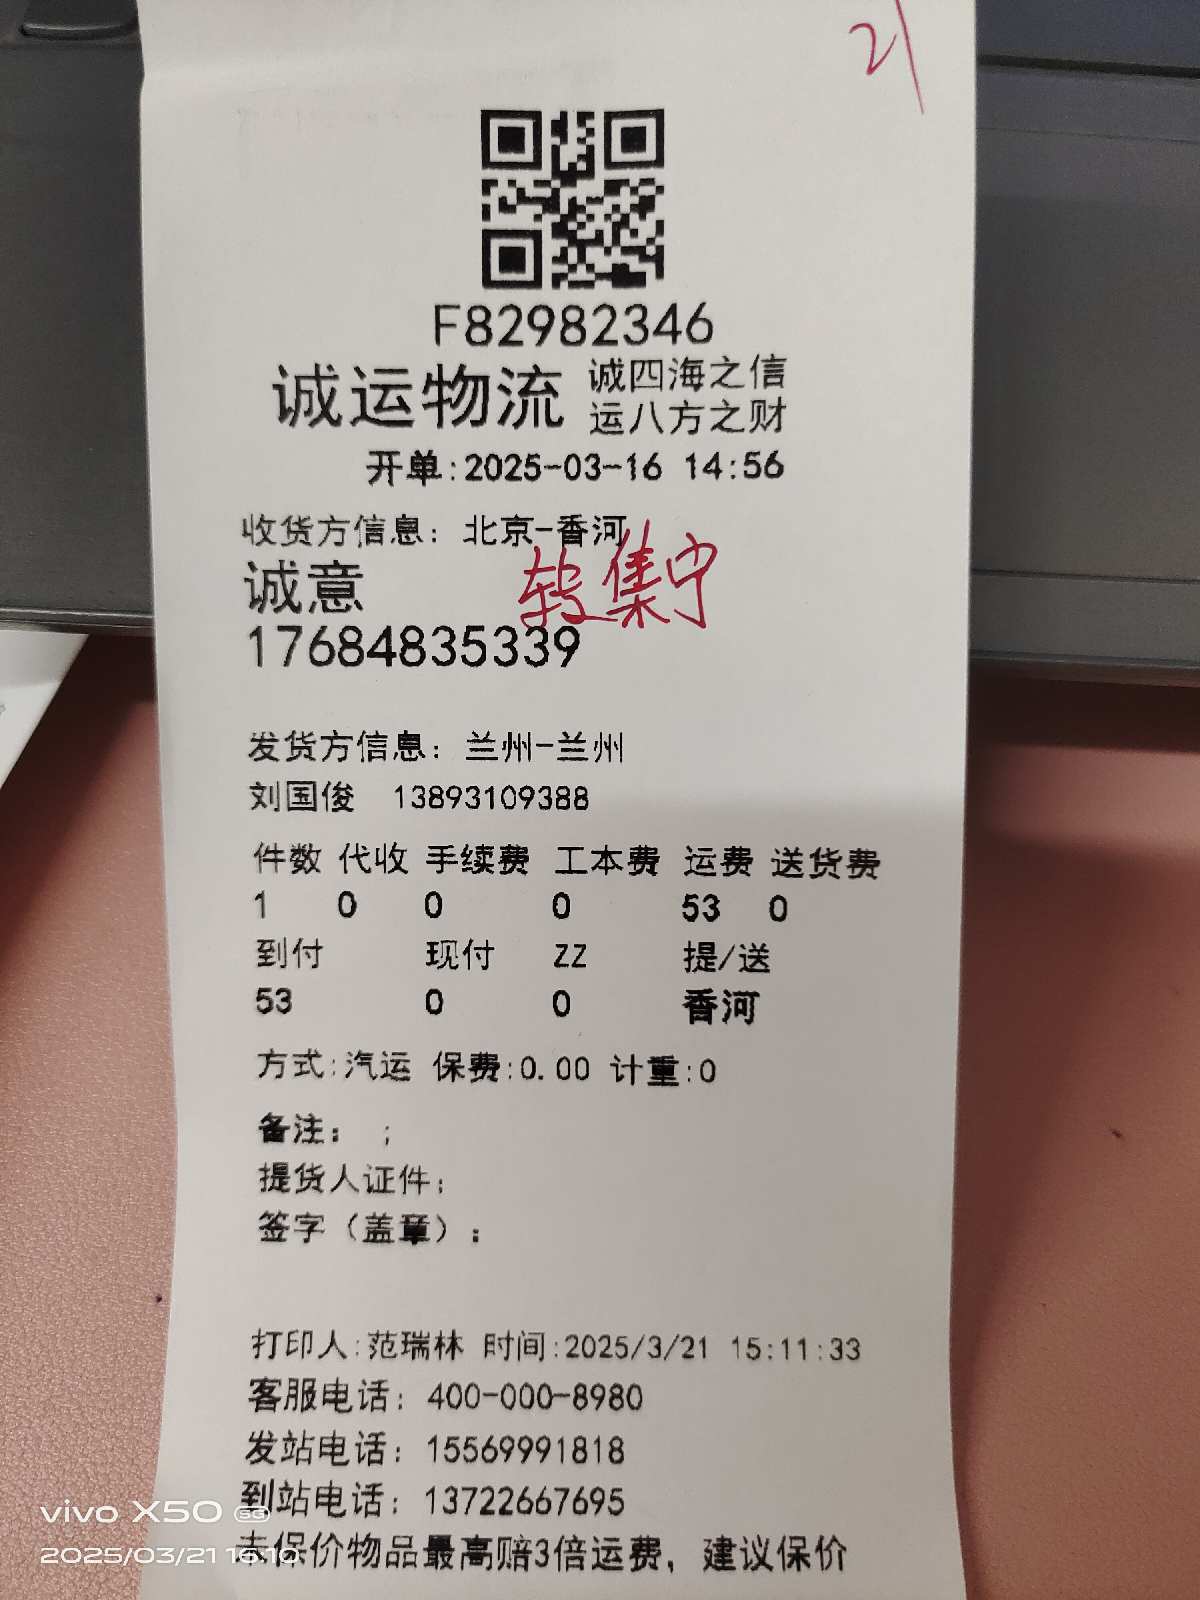 21
F82982346
诚运物流 诚四海之信
运八方之财
开单:2025-03-16 14:56
收货方信息: 北京-香河
转集中
诚意
17684835339
发货方信息: 兰州-兰州
刘国俊 13893109388
件数 代收 手续费 工本费 运费 送货费
1 0 0 0 53 0
到付 现付 ZZ 提/送
53 0 0 香河
方式:汽运 保费:0.00 计重:0
备注: ;
提货人证件:
签字（盖章）:
打印人:范瑞林 时间:2025/3/21 15:11:33
客服电话: 400-000-8980
发站电话: 15569991818
到站电话: 13722667695
未保价物品最高赔3倍运费, 建议保价
vivo X50 5G
2025/03/21 16:10